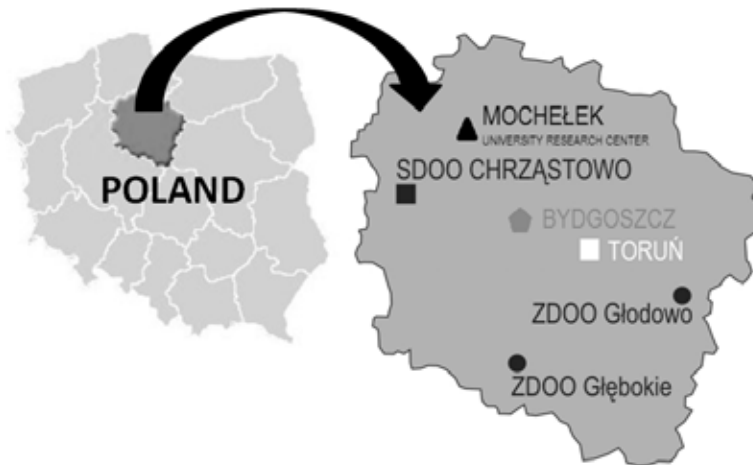 POLAND
MOCHEŁEK
UNIVERSITY RESEARCH CENTER
SDOO CHRZĄSTOWO
BYDGOSZCZ
TORUŃ
ZDOO Głodowo
ZDOO Głębokie